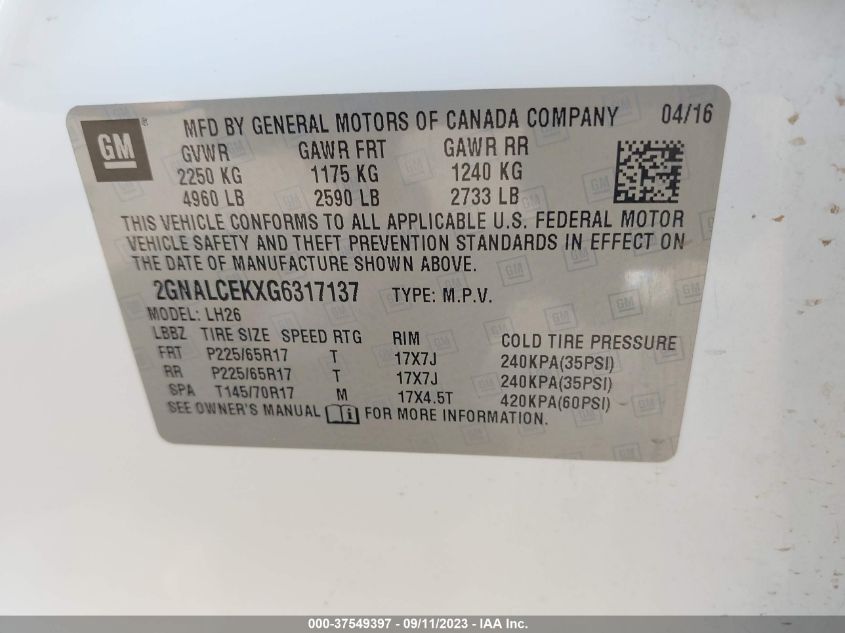 GM ® MFD BY GENERAL MOTORS OF CANADA COMPANY 04/16
GVWR GAWR FRT GAWR RR
2250 KG 1175 KG 1240 KG
4960 LB 2590 LB 2733 LB
THIS VEHICLE CONFORMS TO ALL APPLICABLE U.S. FEDERAL MOTOR
VEHICLE SAFETY AND THEFT PREVENTION STANDARDS IN EFFECT ON
THE DATE OF MANUFACTURE SHOWN ABOVE.
2GNALCEKXG6317137 TYPE: M.P.V.
MODEL: LH26
LBBZ TIRE SIZE SPEED RTG RIM COLD TIRE PRESSURE
FRT P225/65R17 T 17X7J 240KPA(35PSI)
RR P225/65R17 T 17X7J 240KPA(35PSI)
SPA T145/70R17 M 17X4.5T 420KPA(60PSI)
SEE OWNER'S MANUAL FOR MORE INFORMATION.
000-37549397 - 09/11/2023 - IAA Inc.